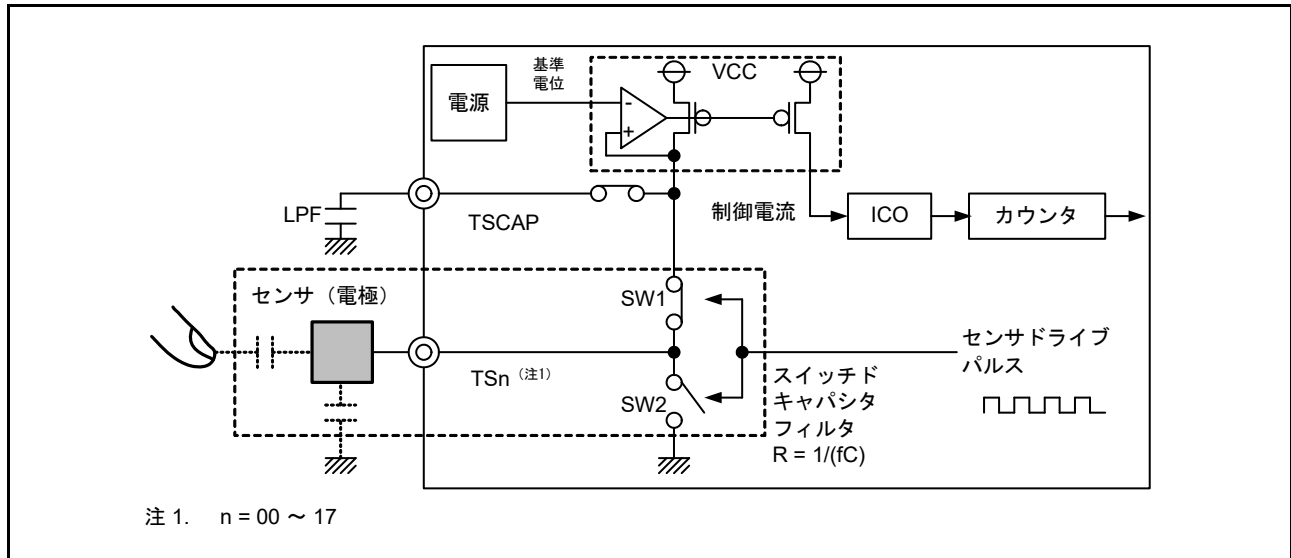 電源
基準
電位
VCC
-
+
LPF
TSCAP
制御電流
ICO
カウンタ
センサ（電極）
SW1
TSn（注1）
SW2
センサドライブ
パルス
スイッチド
キャパシタ
フィルタ
R = 1/(fC)
注 1. n = 00 ～ 17